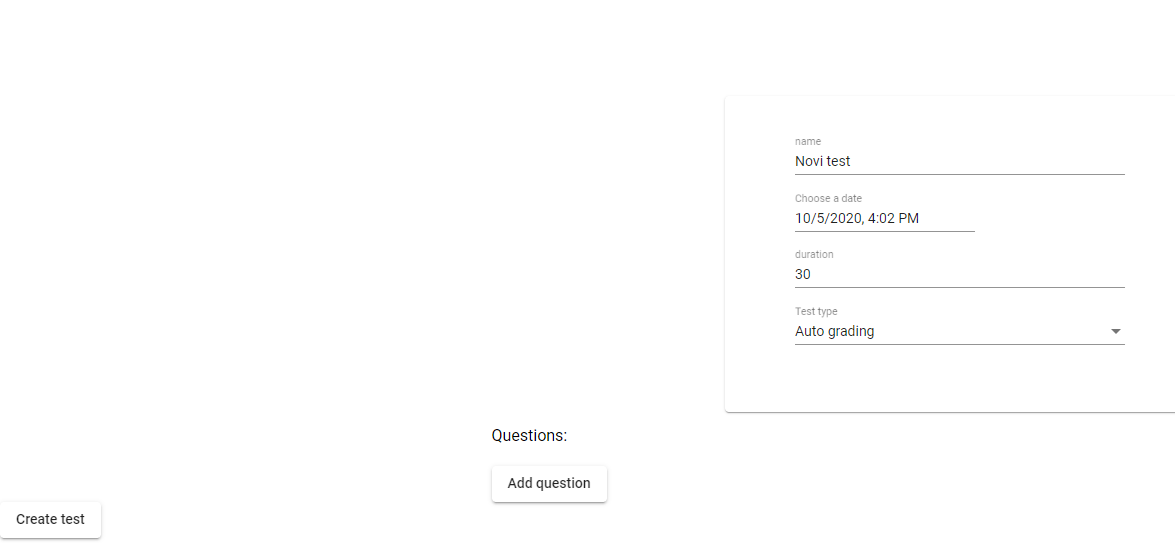 name
Novi test
Choose a date
10/5/2020, 4:02 PM
duration
30
Test type
Auto grading
Questions:
Add question
Create test